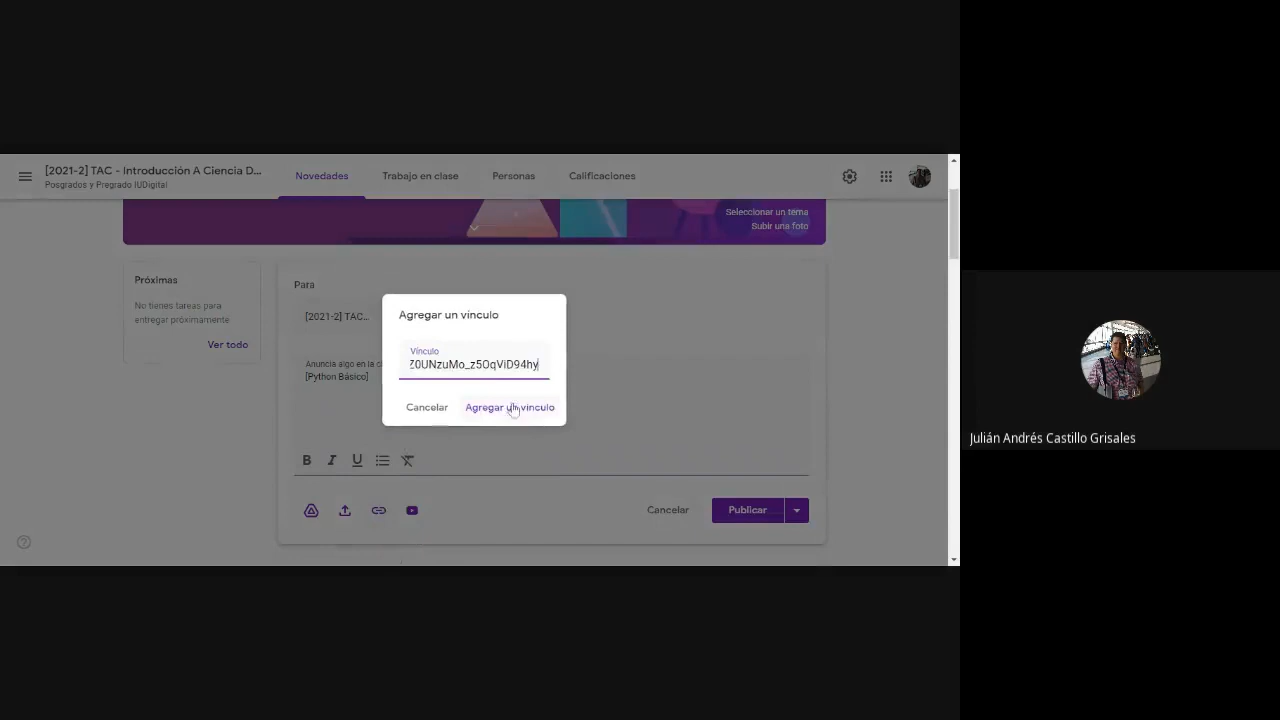 [2021-2] TAC - Introducción A Ciencia D...
Posgrados y Pregrado IUDigital
Novedades
Trabajo en clase
Personas
Calificaciones
Seleccionar un tema
Subir una foto
Próximas
No tienes tareas para
entregar próximamente
Ver todo
Para
[2021-2] TAC...
Anuncia algo en la c
[Python Básico]
Agregar un vínculo
Vínculo
Z0UNzuMo_z5OqViD94hy
Cancelar
Agregar un vínculo
B I U
Cancelar
Publicar
Julián Andrés Castillo Grisales